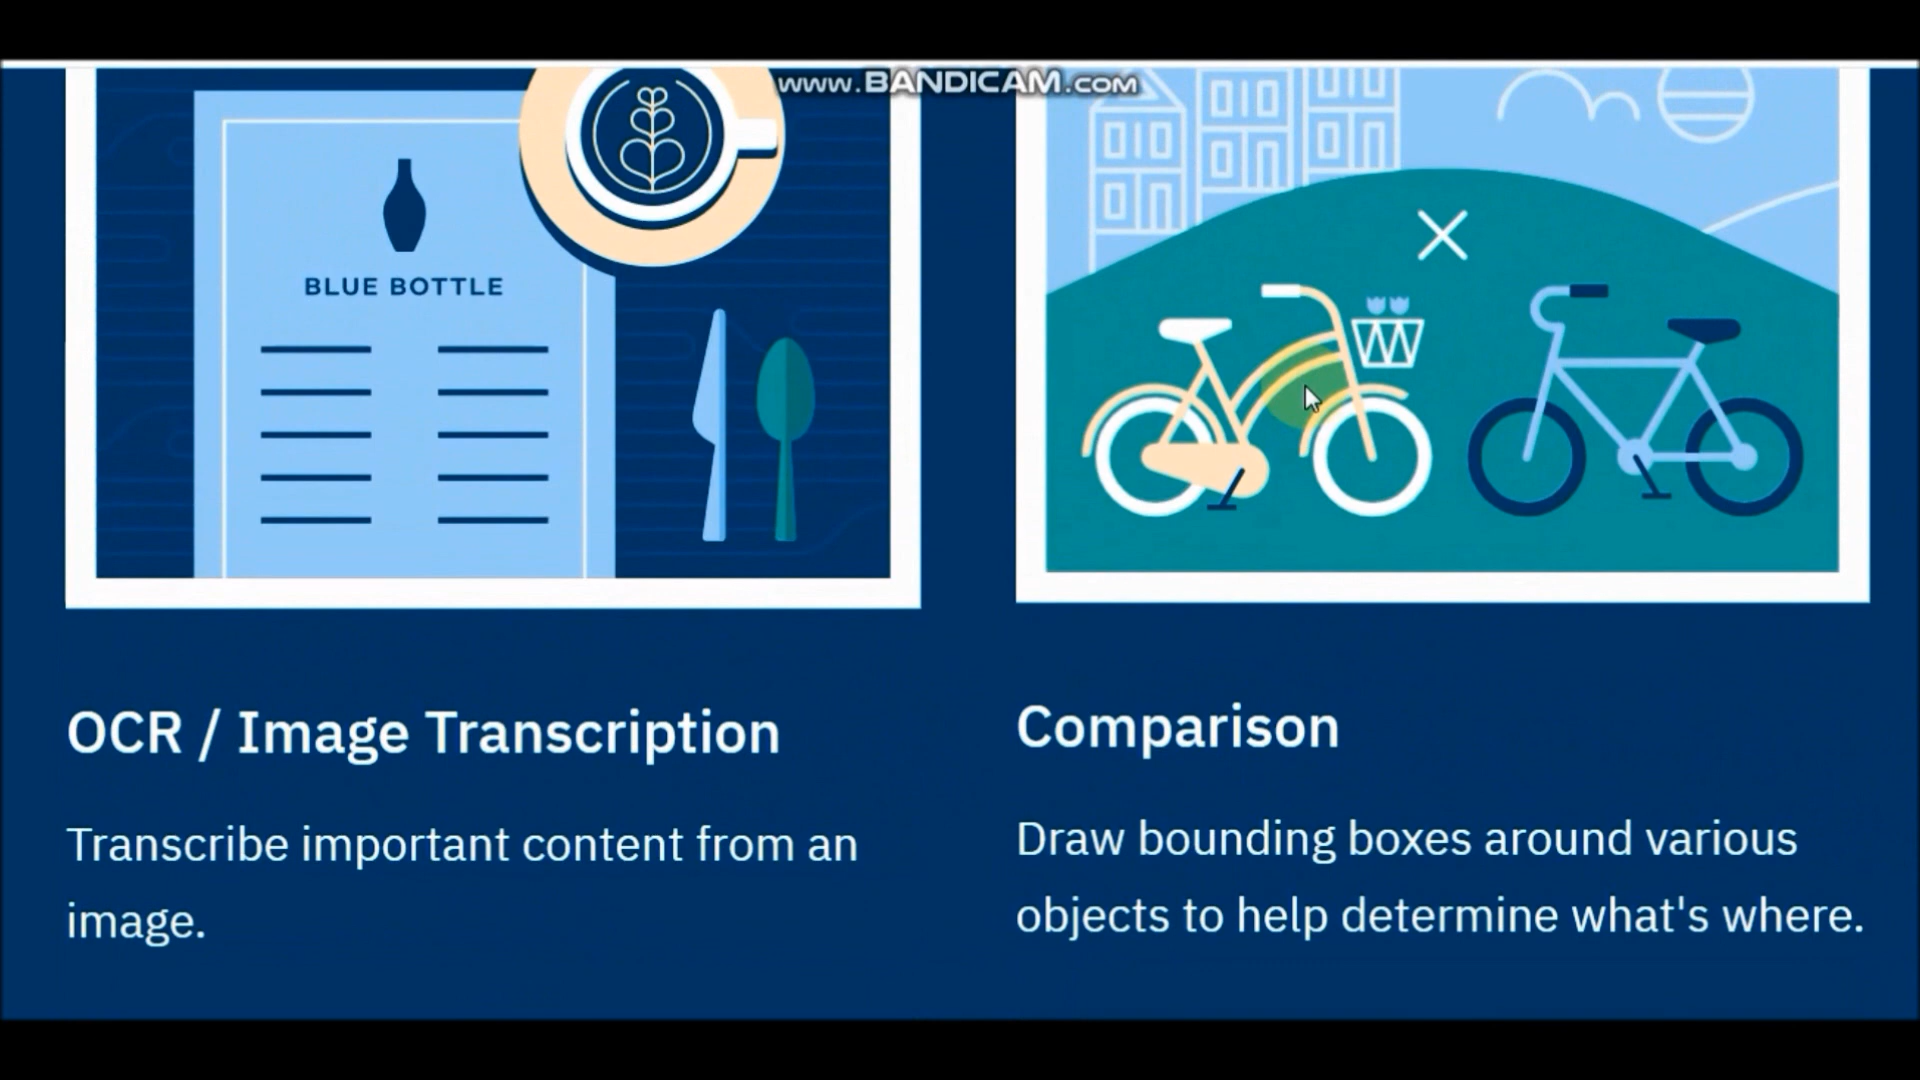 www.BANDICAM.com
BLUE BOTTLE
OCR / Image Transcription
Transcribe important content from an
image.
Comparison
Draw bounding boxes around various
objects to help determine what's where.